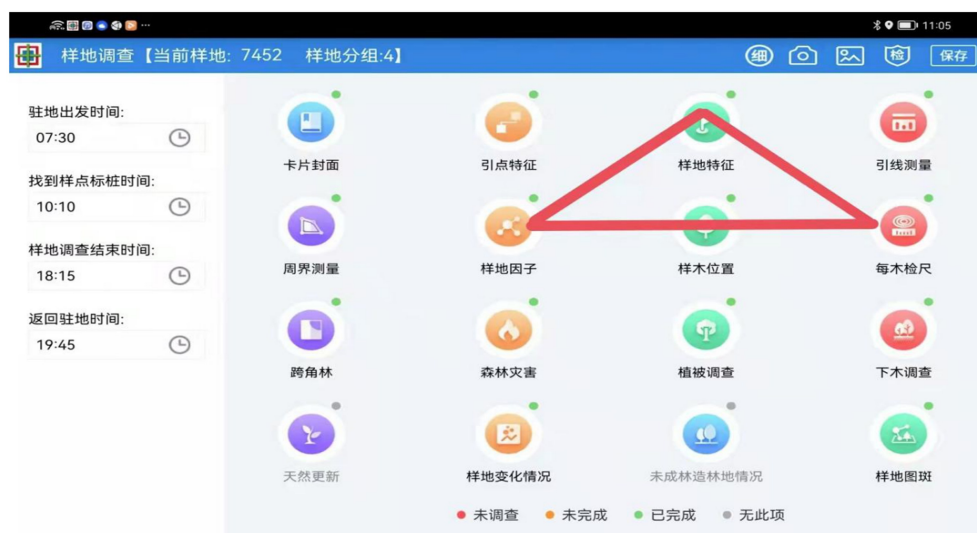 11:05
样地调查【当前样地: 7452 样地分组:4】
细
检
保存
驻地出发时间:
07:30
找到样点标桩时间:
10:10
样地调查结束时间:
18:15
返回驻地时间:
19:45
卡片封面 引点特征 样地特征 引线测量
周界测量 样地因子 样木位置 每木检尺
跨角林 森林灾害 植被调查 下木调查
天然更新 样地变化情况 未成林造林地情况 样地图斑
未调查 未完成 已完成 无此项